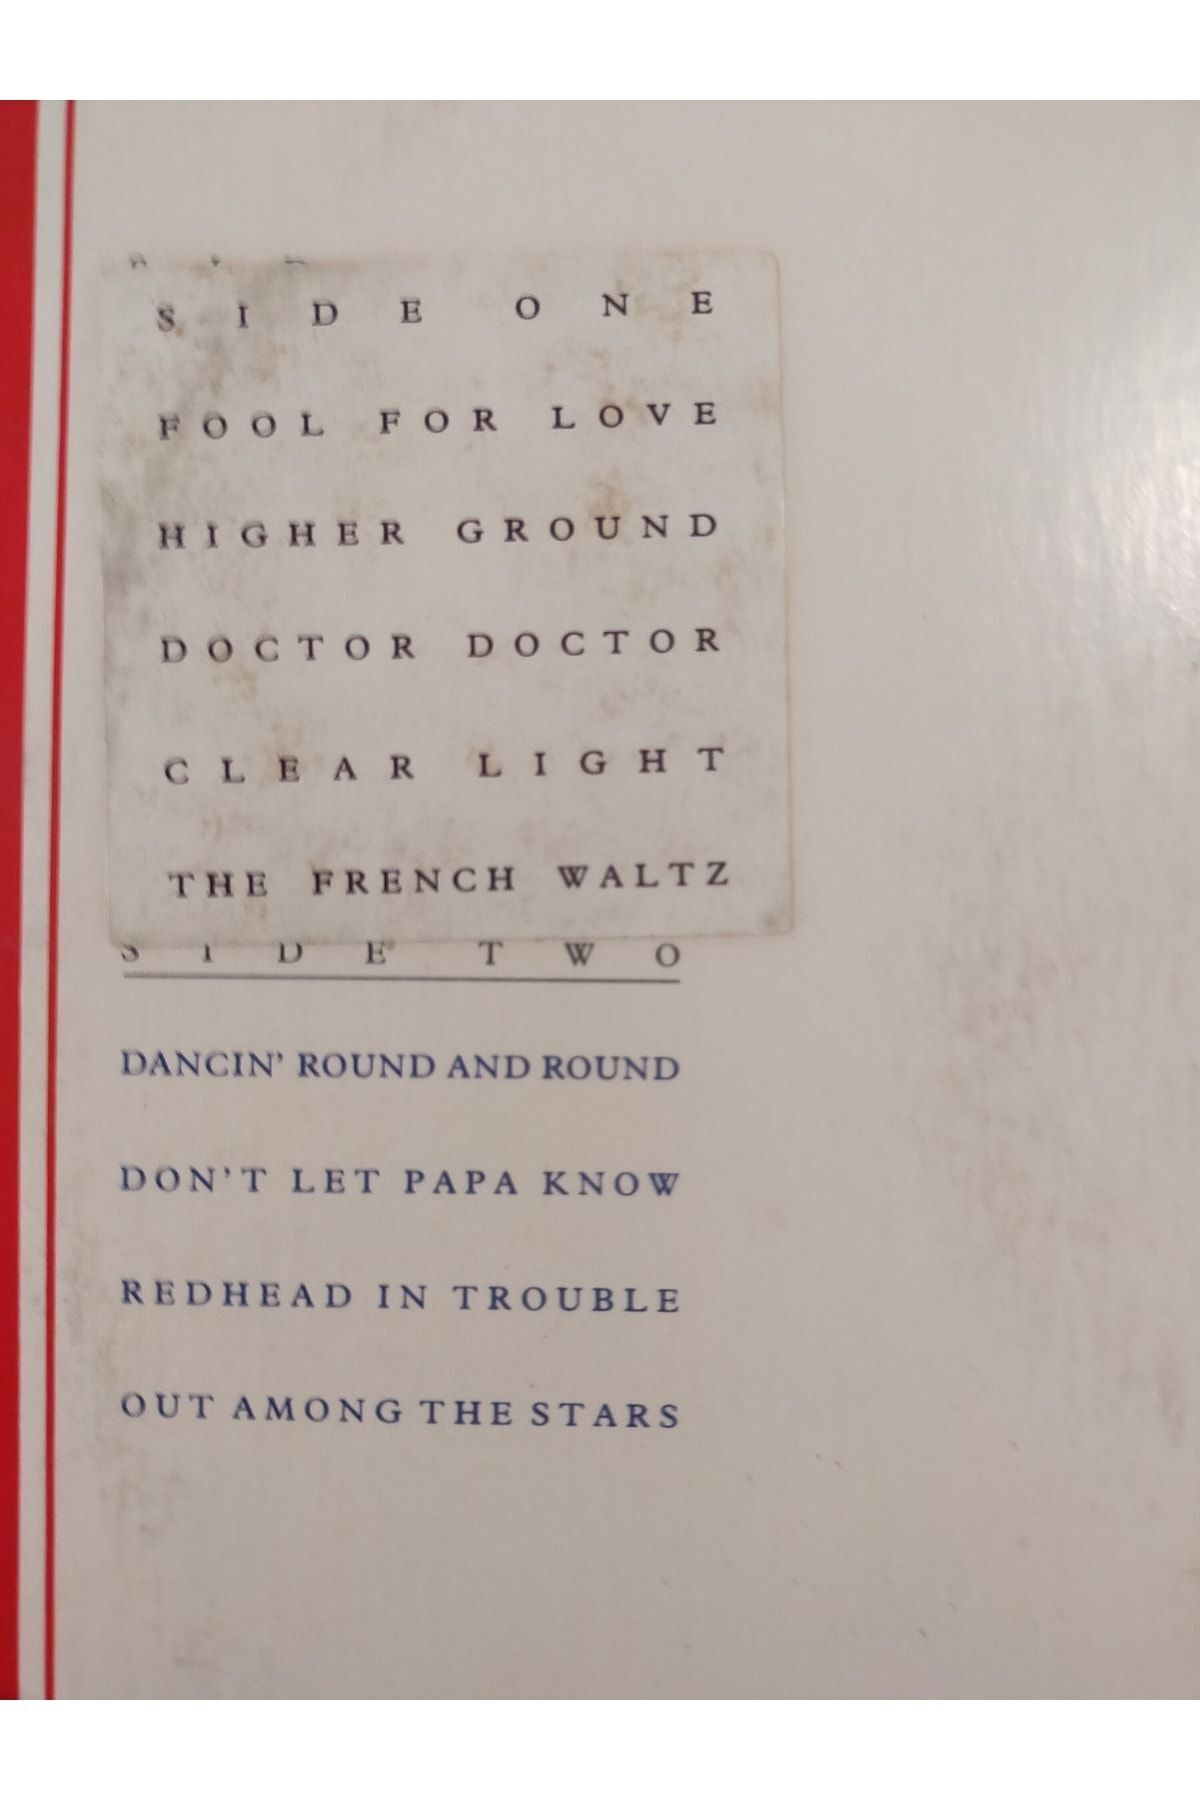 SIDE ONE
FOOL FOR LOVE
HIGHER GROUND
DOCTOR DOCTOR
CLEAR LIGHT
THE FRENCH WALTZ
SIDE TWO
DANCIN' ROUND AND ROUND
DON'T LET PAPA KNOW
REDHEAD IN TROUBLE
OUT AMONG THE STARS